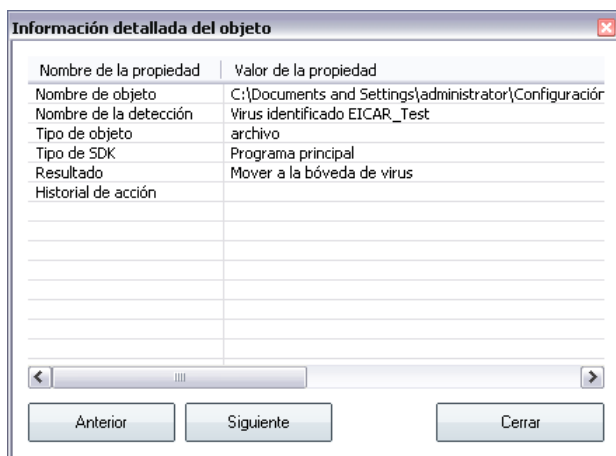 Información detallada del objeto
Nombre de la propiedad Valor de la propiedad
Nombre de objeto C:\Documents and Settings\administrator\Configuración
Nombre de la detección Virus identificado EICAR_Test
Tipo de objeto archivo
Tipo de SDK Programa principal
Resultado Mover a la bóveda de virus
Historial de acción
Anterior Siguiente Cerrar